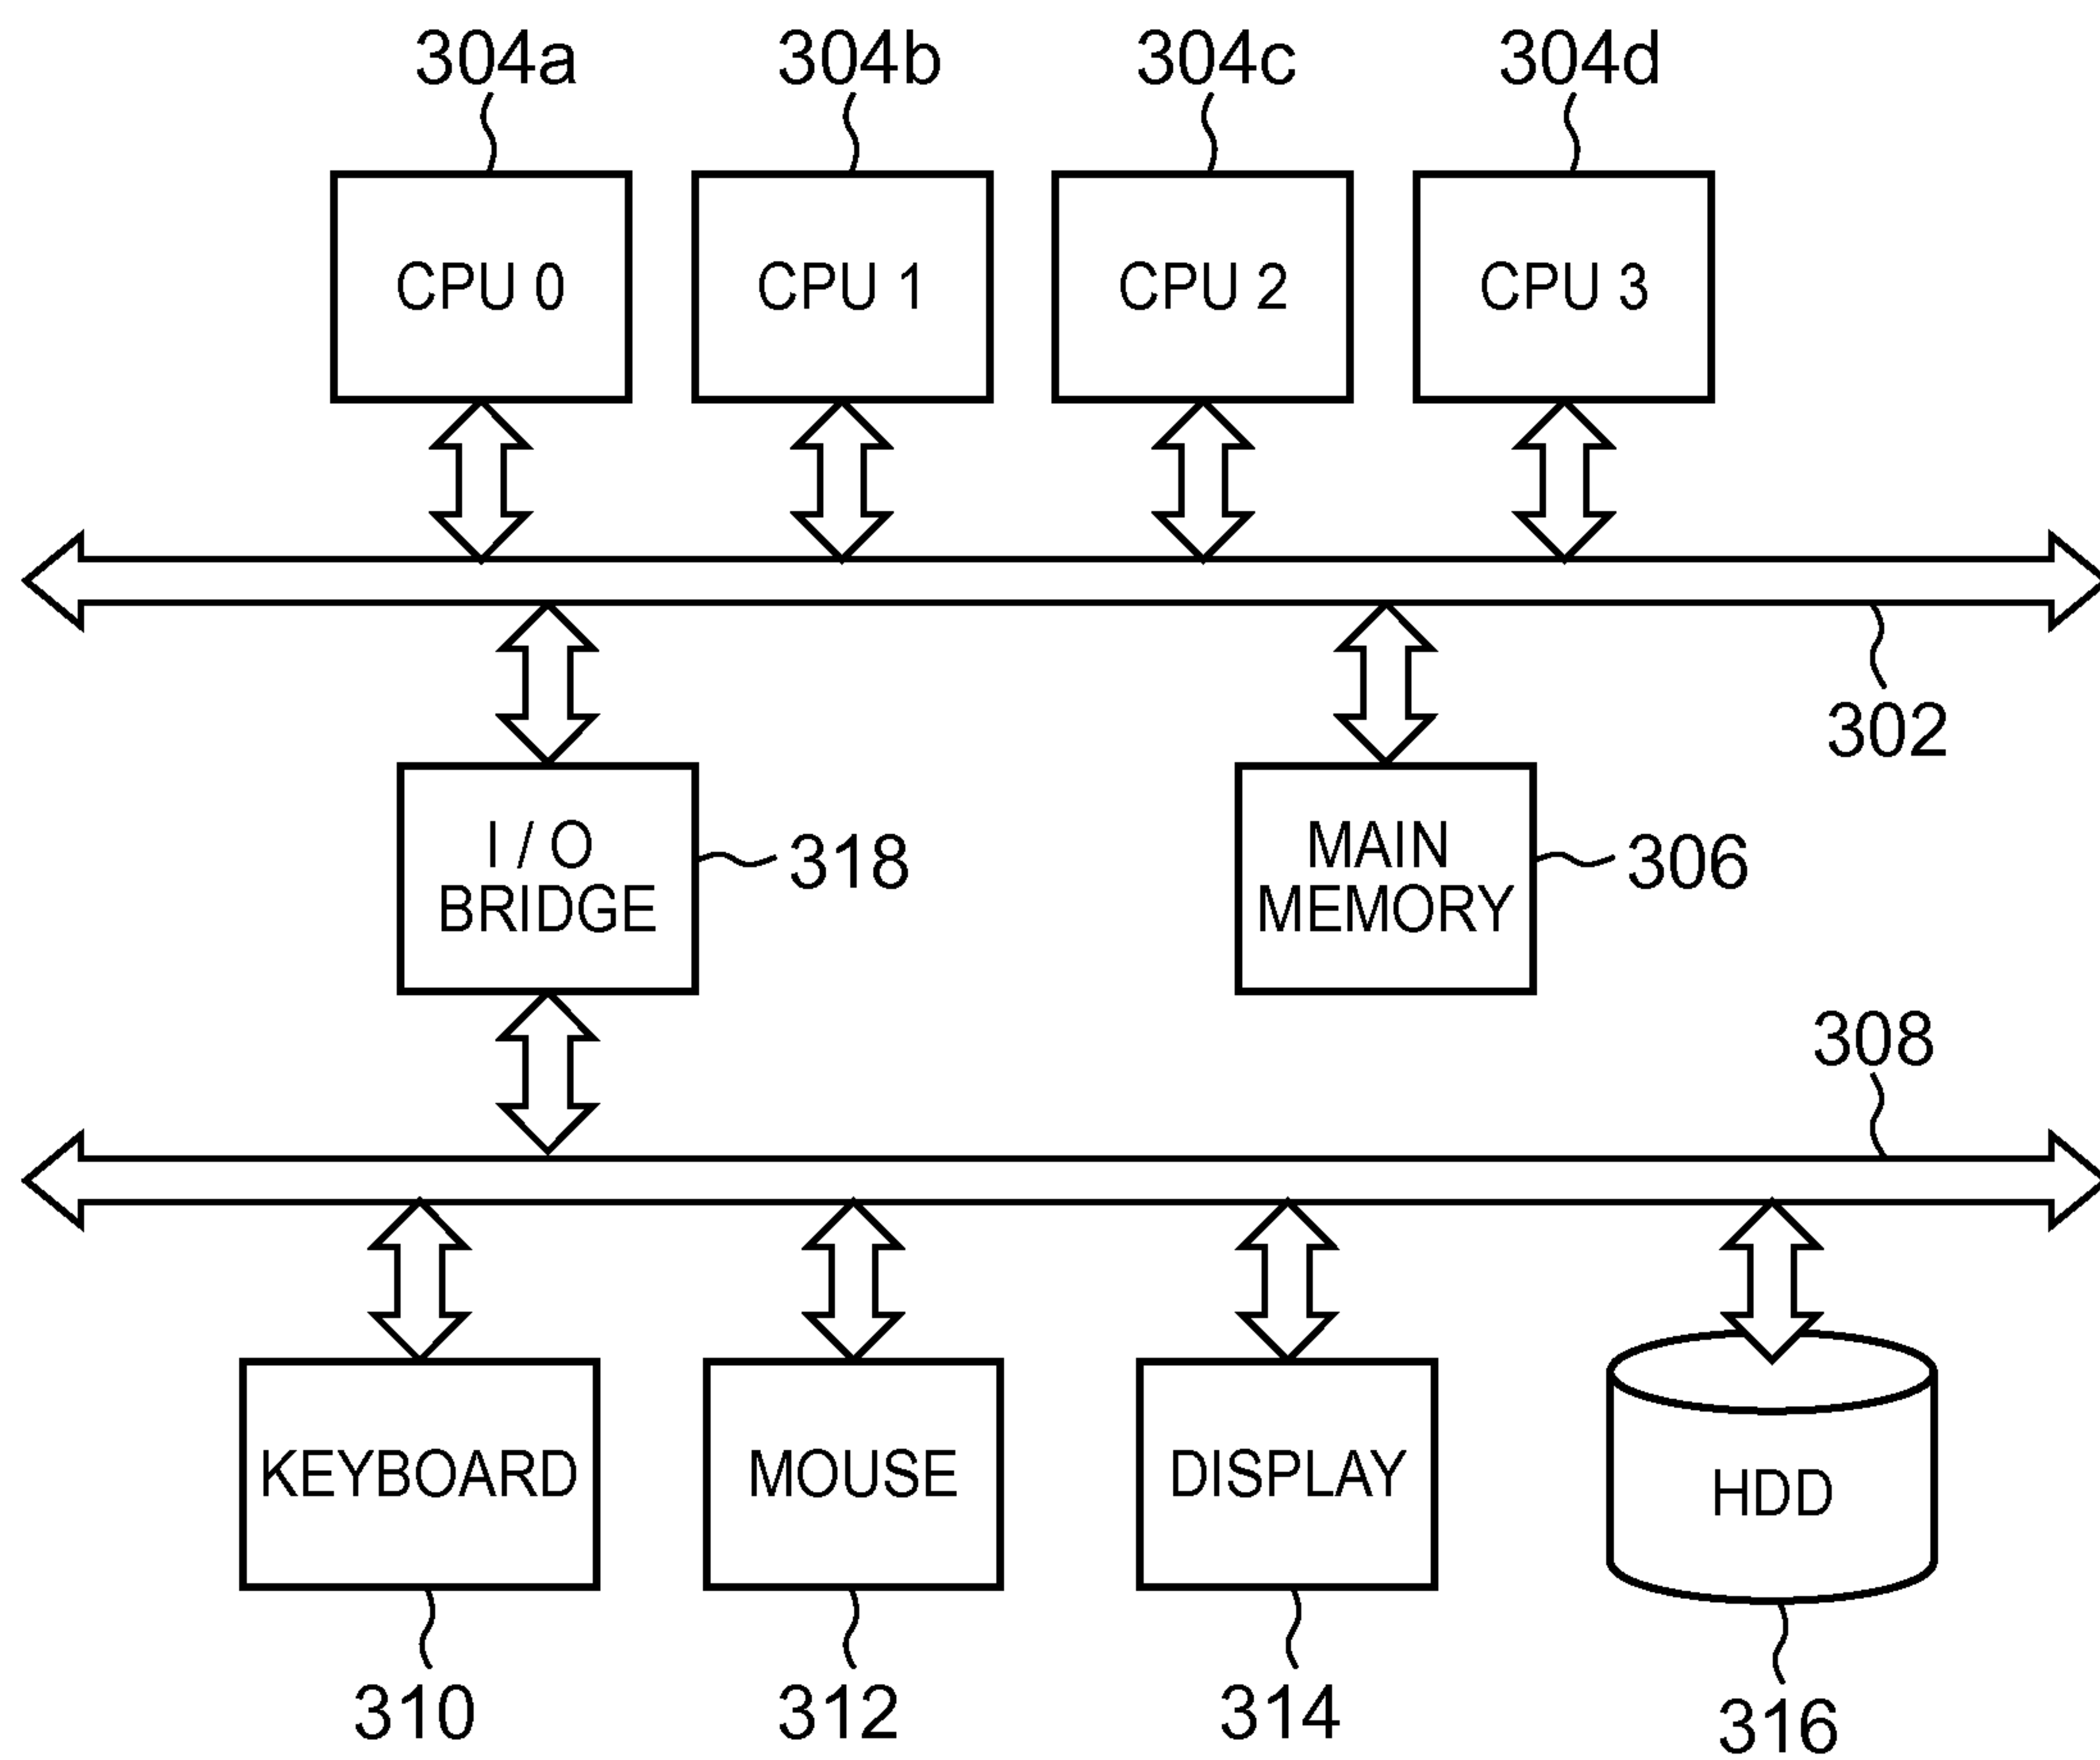 304a
304b
304c
304d
CPU 0
CPU 1
CPU 2
CPU 3
302
I / O
BRIDGE
318
MAIN
MEMORY
306
308
KEYBOARD
MOUSE
DISPLAY
HDD
310
312
314
316